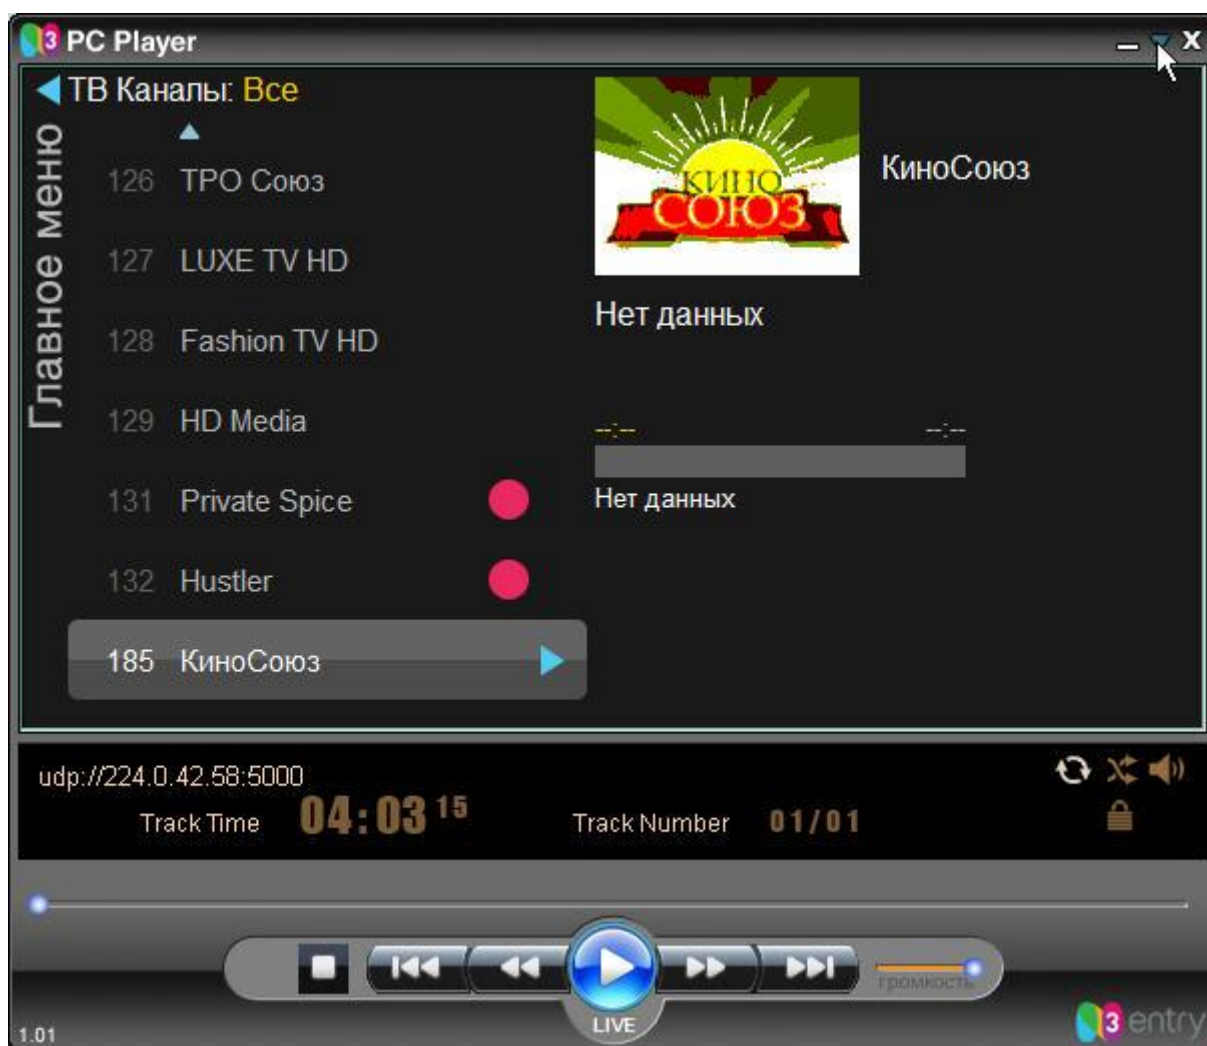 3 PC Player
ТВ Каналы: Все
Главное меню
126 ТРО Союз
127 LUXE TV HD
128 Fashion TV HD
129 HD Media
131 Private Spice
132 Hustler
185 КиноСоюз
КИНО
СОЮЗ
КиноСоюз
Нет данных
--:-- --:--
Нет данных
udp://224.0.42.58:5000
Track Time 04:03 15 Track Number 01/01
громкость
LIVE
1.01
3 entry